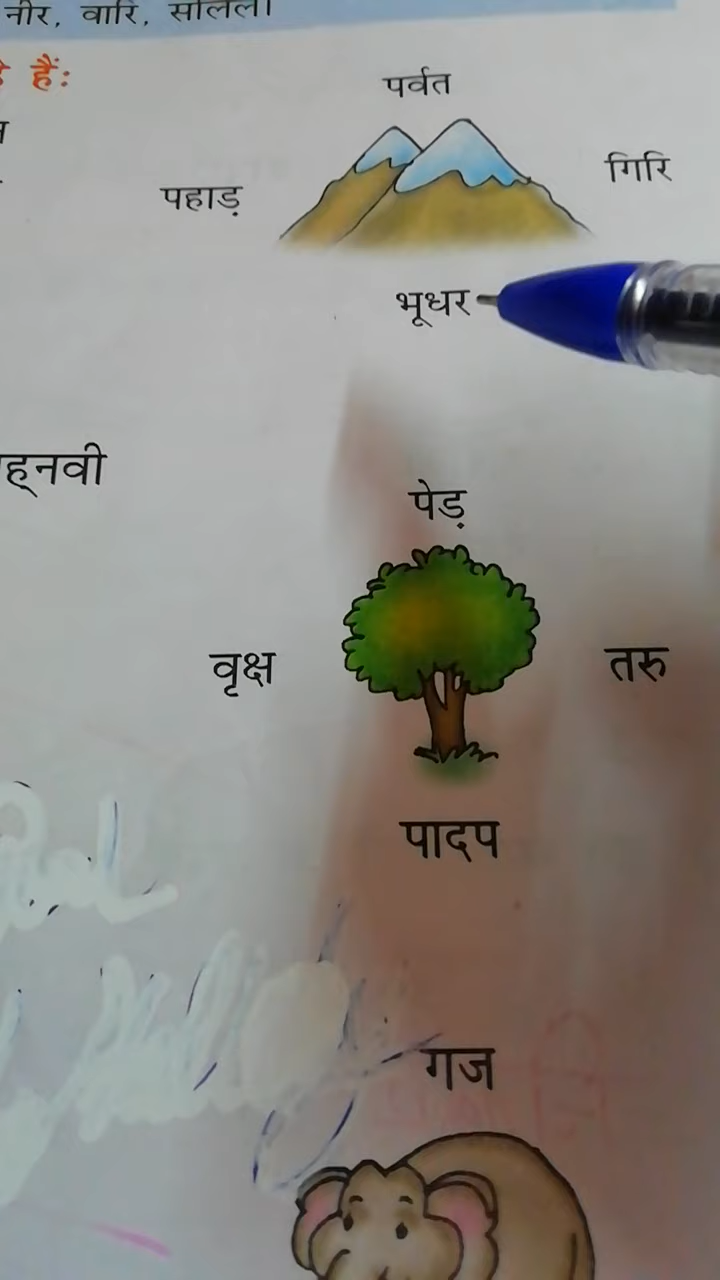 नीर, वारि, सलिल।
हैं:
पर्वत
पहाड़
गिरि
भूधर
ह्नवी
पेड़
वृक्ष
तरु
पादप
गज